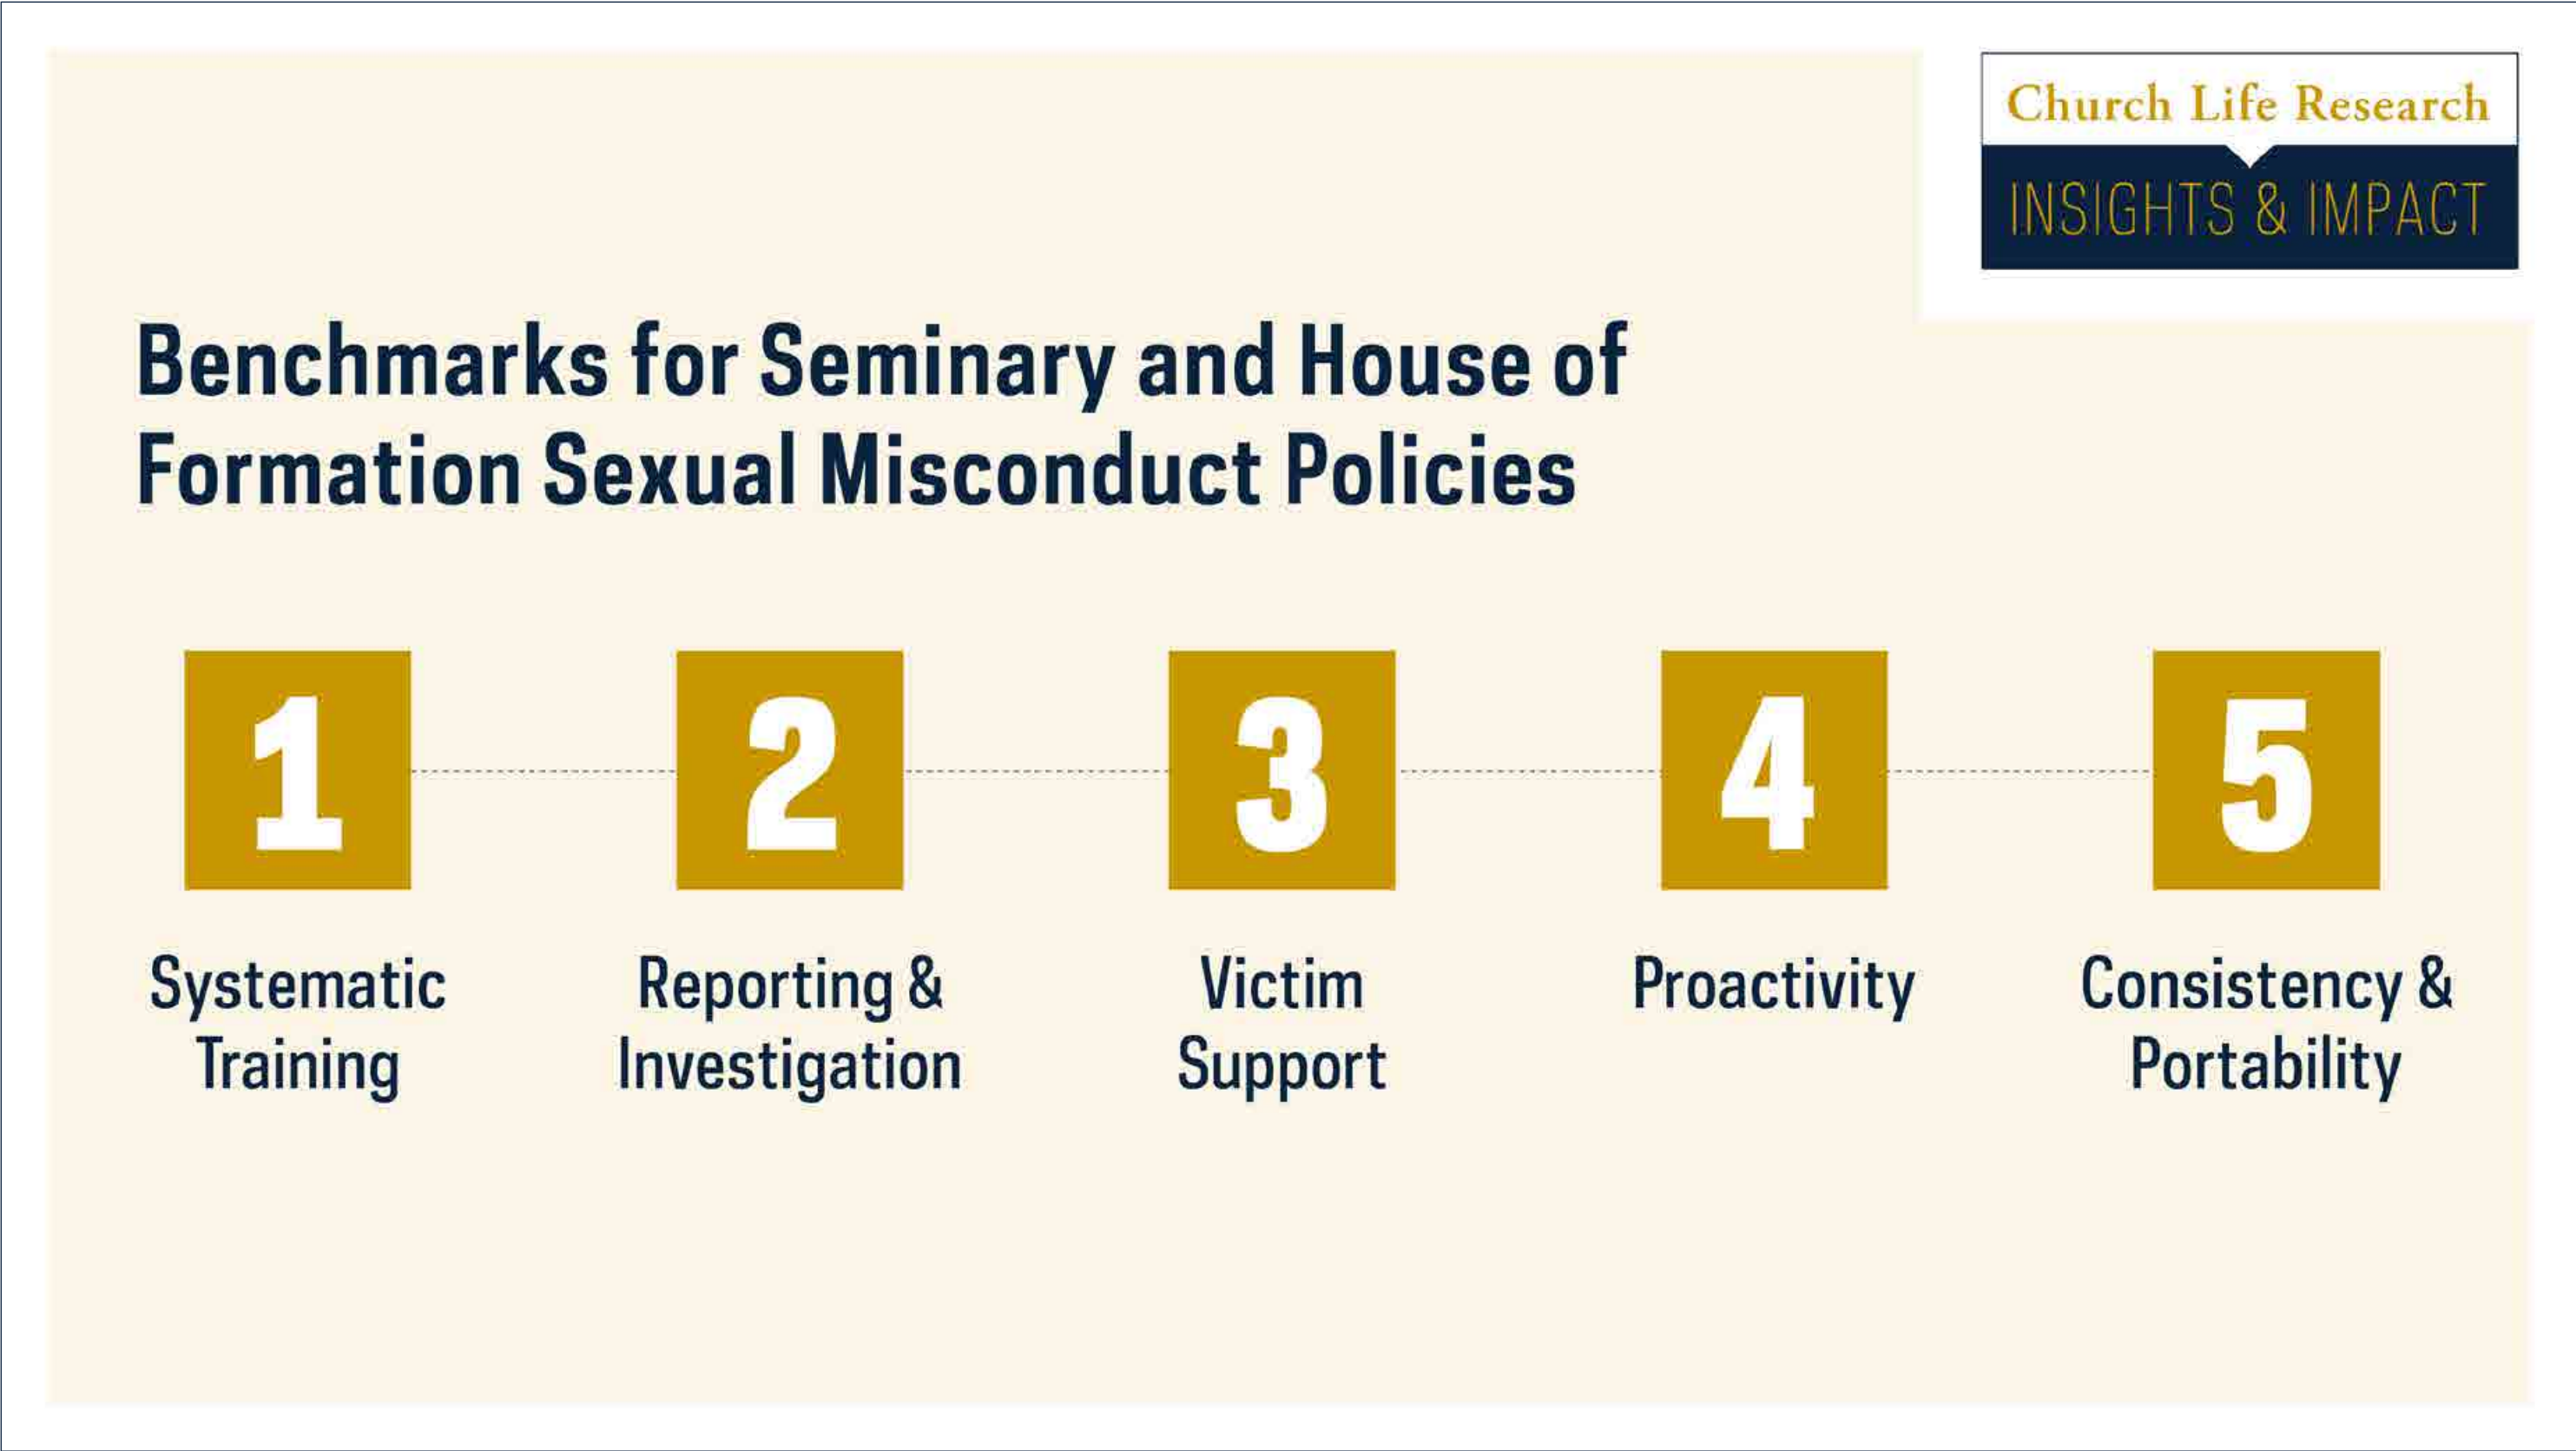 Church Life Research
INSIGHTS & IMPACT
Benchmarks for Seminary and House of
Formation Sexual Misconduct Policies
1
2
3
4
5
Systematic
Training
Reporting &
Investigation
Victim
Support
Proactivity
Consistency &
Portability